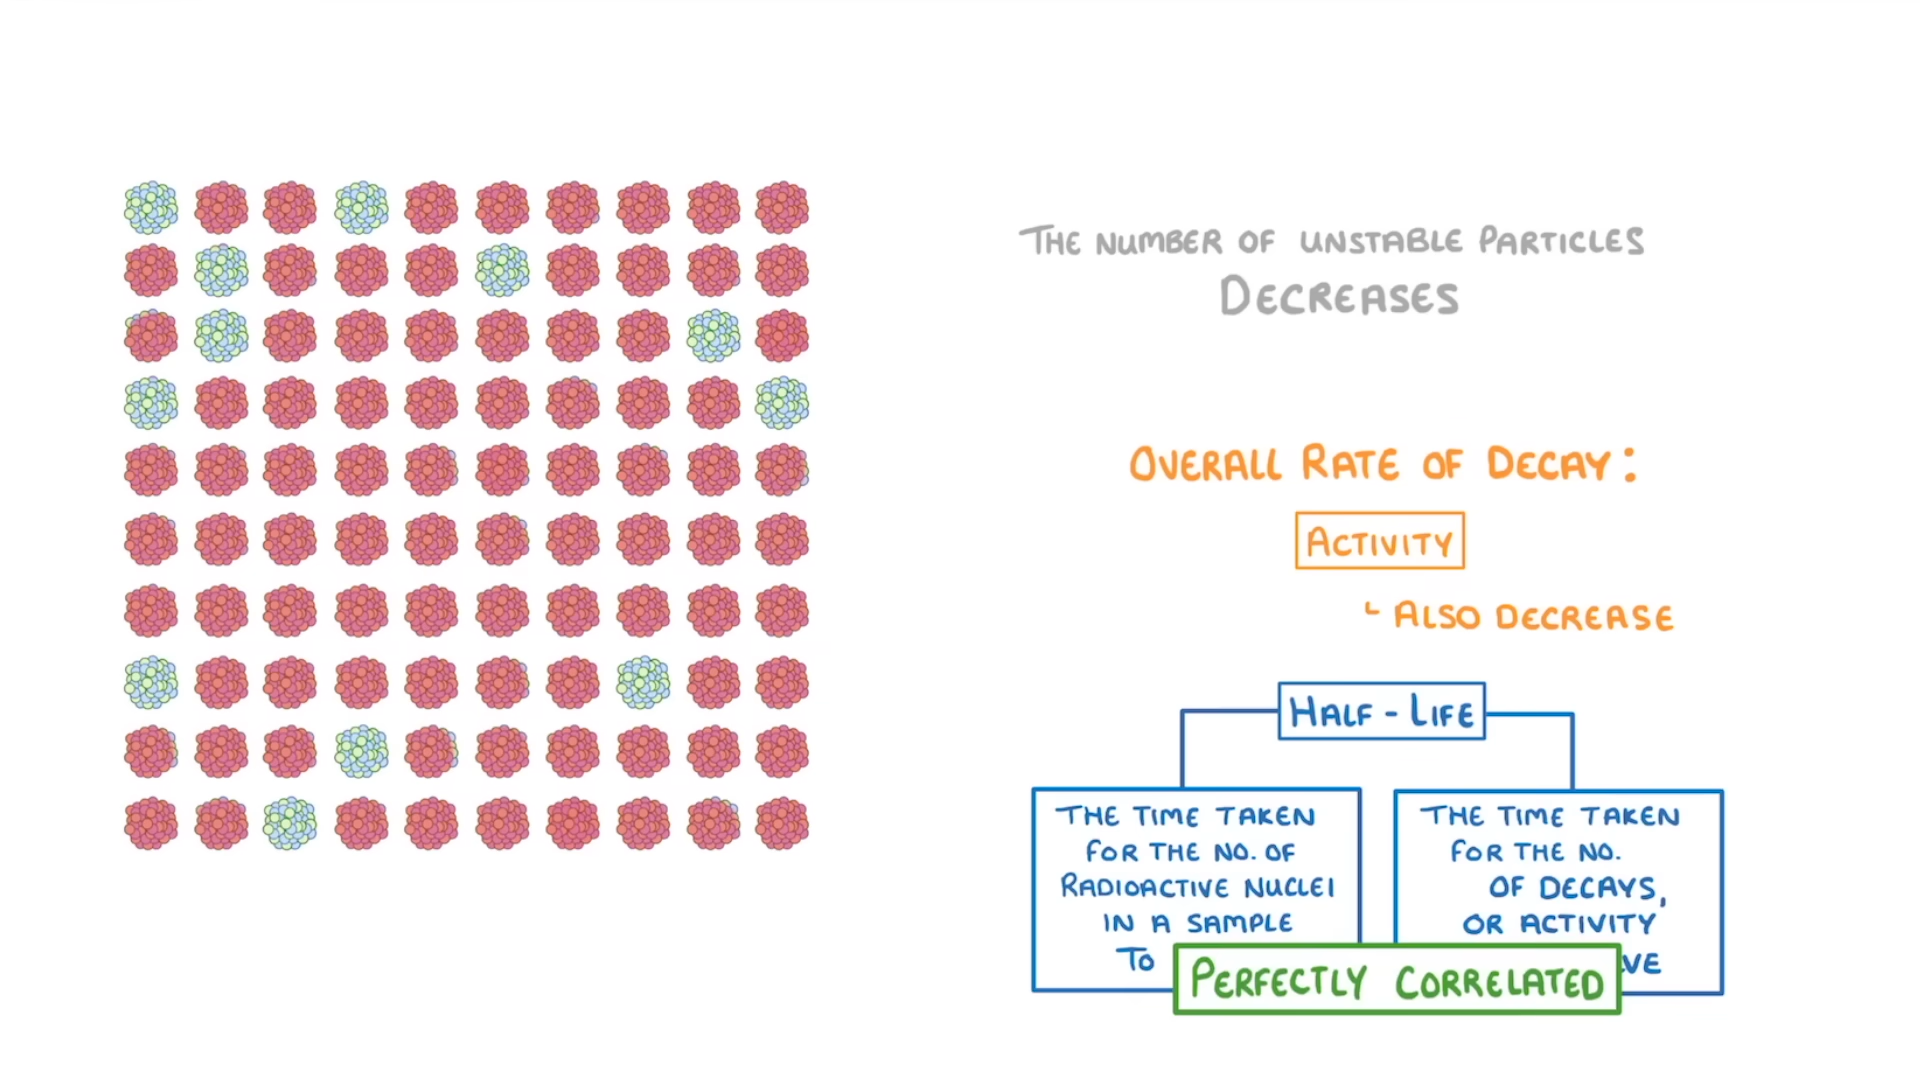 THE NUMBER OF UNSTABLE PARTICLES
DECREASES
OVERALL RATE OF DECAY:
ACTIVITY
ALSO DECREASE
HALF-LIFE
THE TIME TAKEN
FOR THE NO. OF
RADIOACTIVE NUCLEI
IN A SAMPLE
TO
THE TIME TAKEN
FOR THE NO.
OF DECAYS,
OR ACTIVITY
PERFECTLY CORRELATED